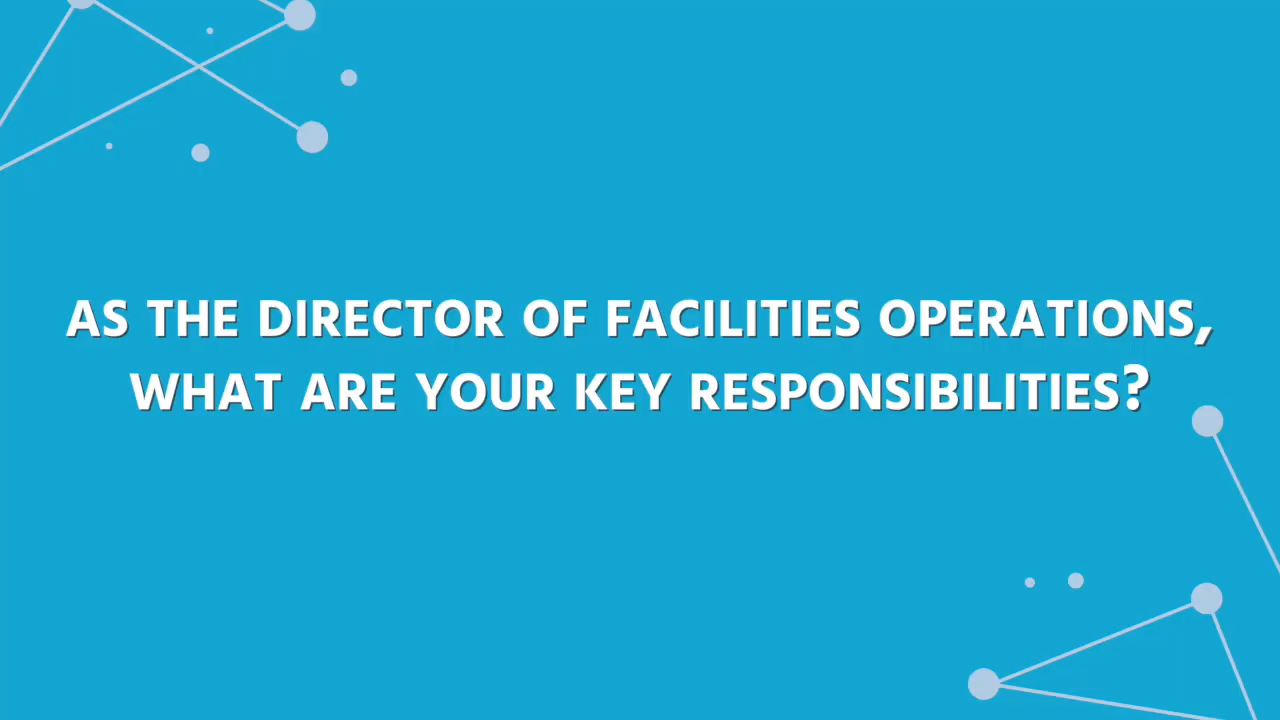 AS THE DIRECTOR OF FACILITIES OPERATIONS,
WHAT ARE YOUR KEY RESPONSIBILITIES?